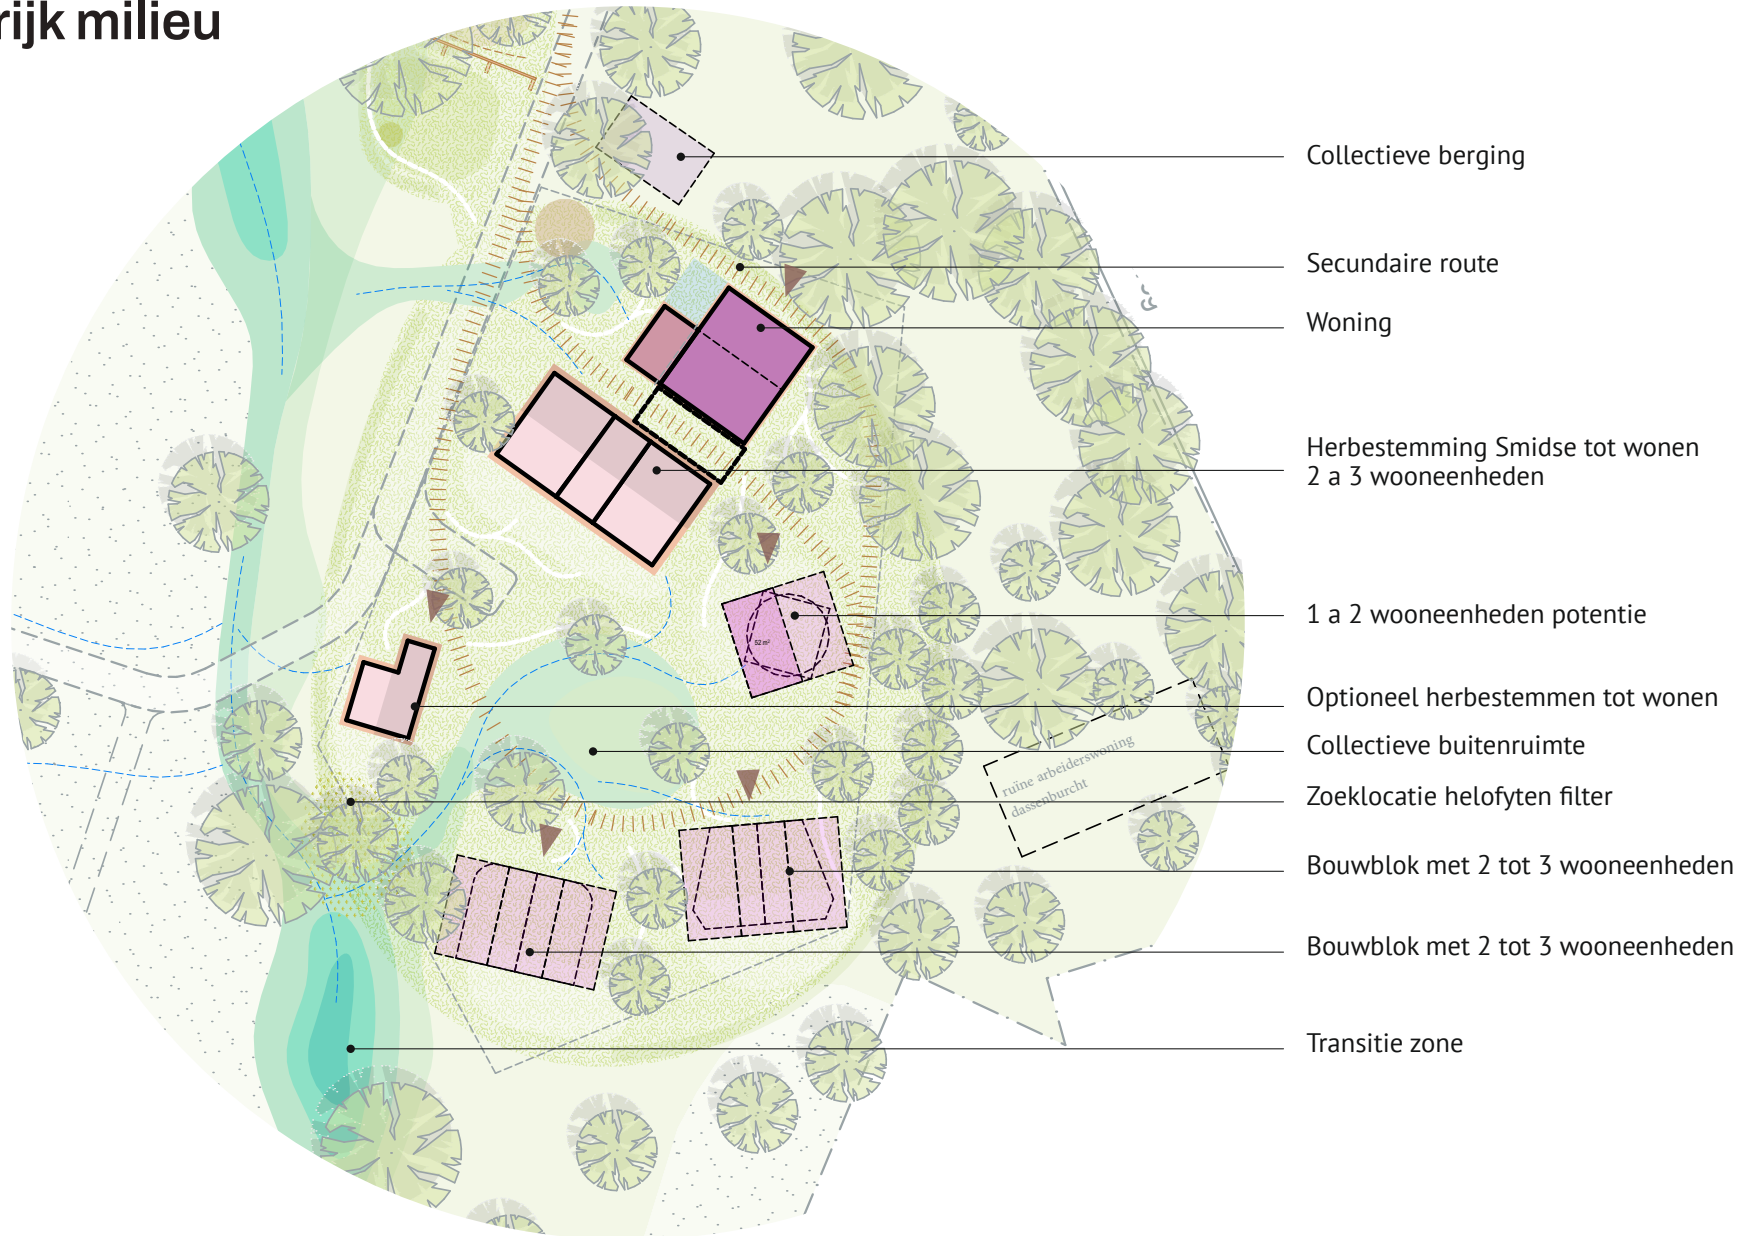 rijk milieu
Collectieve berging
Secundaire route
Woning
Herbestemming Smidse tot wonen
2 a 3 wooneenheden
52 m²
1 a 2 wooneenheden potentie
Optioneel herbestemmen tot wonen
ruïne arbeiderswoning
dassenburcht
Collectieve buitenruimte
Zoeklocatie helofyten filter
Bouwblok met 2 tot 3 wooneenheden
Bouwblok met 2 tot 3 wooneenheden
Transitie zone